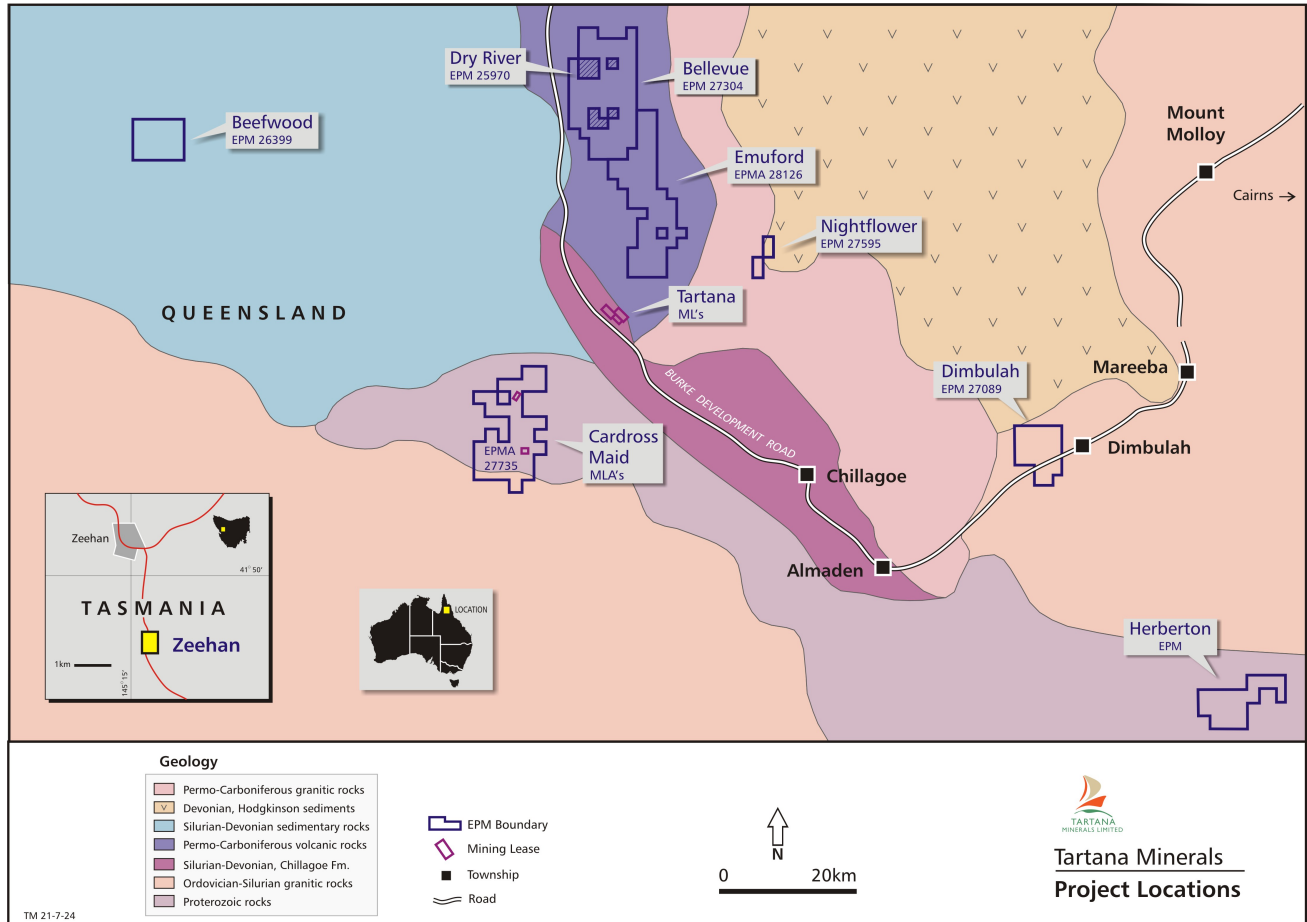 Dry River
EPM 25970
Bellevue
EPM 27304
Beefwood
EPM 26399
Mount
Molloy
Emuford
EPMA 28126
Cairns →
Nightflower
EPM 27595
QUEENSLAND
Tartana
ML's
Mareeba
Dimbulah
EPM 27089
BURKE DEVELOPMENT ROAD
Cardross
Maid
MLA's
EPMA
27735
Dimbulah
Chillagoe
Almaden
Zeehan
41° 50'
TASMANIA
Zeehan
1km
145° 15'
LOCATION
Herberton
EPM
Geology
Permo-Carboniferous granitic rocks
Devonian, Hodgkinson sediments
Silurian-Devonian sedimentary rocks
Permo-Carboniferous volcanic rocks
Silurian-Devonian, Chillagoe Fm.
Ordovician-Silurian granitic rocks
Proterozoic rocks
EPM Boundary
Mining Lease
Township
Road
N
0 20km
TARTANA
MINERALS LIMITED
Tartana Minerals
Project Locations
TM 21-7-24